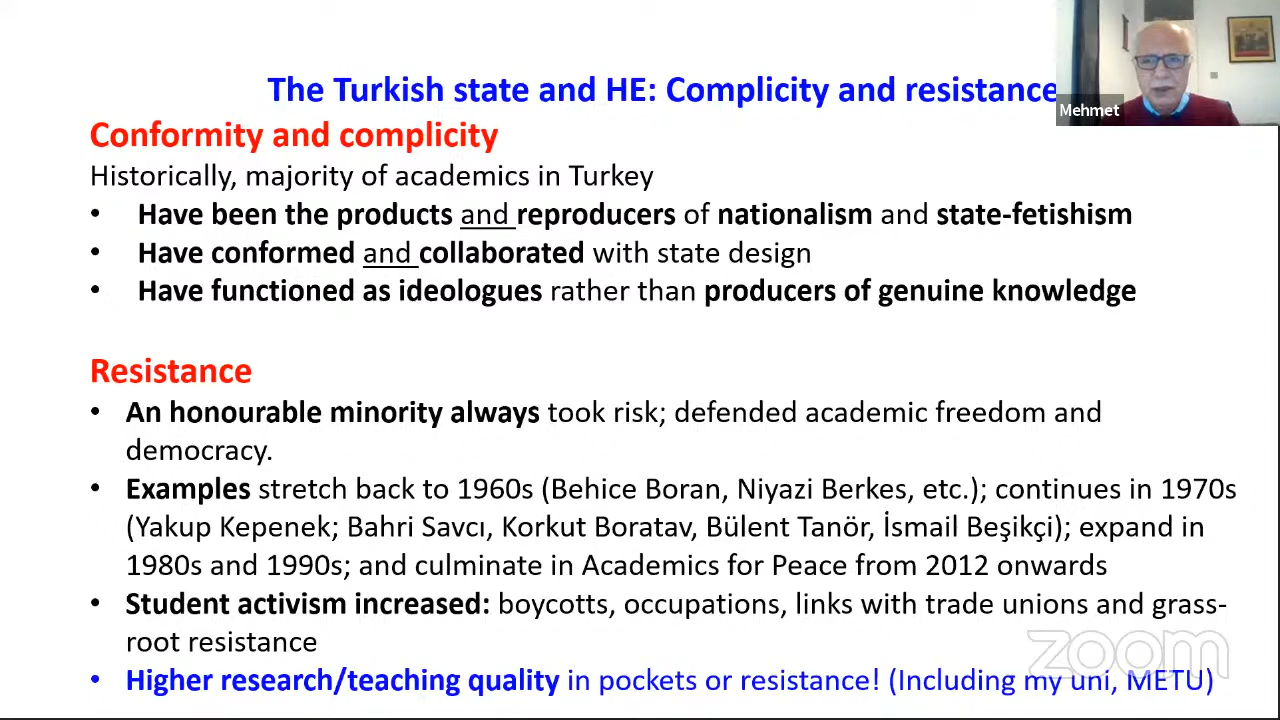 The Turkish state and HE: Complicity and resistance
Mehmet
Conformity and complicity
Historically, majority of academics in Turkey
• Have been the products and reproducers of nationalism and state-fetishism
• Have conformed and collaborated with state design
• Have functioned as ideologues rather than producers of genuine knowledge
Resistance
• An honourable minority always took risk; defended academic freedom and
democracy.
• Examples stretch back to 1960s (Behice Boran, Niyazi Berkes, etc.); continues in 1970s
(Yakup Kepenek; Bahri Savcı, Korkut Boratav, Bülent Tanör, İsmail Beşikçi); expand in
1980s and 1990s; and culminate in Academics for Peace from 2012 onwards
• Student activism increased: boycotts, occupations, links with trade unions and grass-
root resistance
• Higher research/teaching quality in pockets or resistance! (Including my uni, METU)
zoom